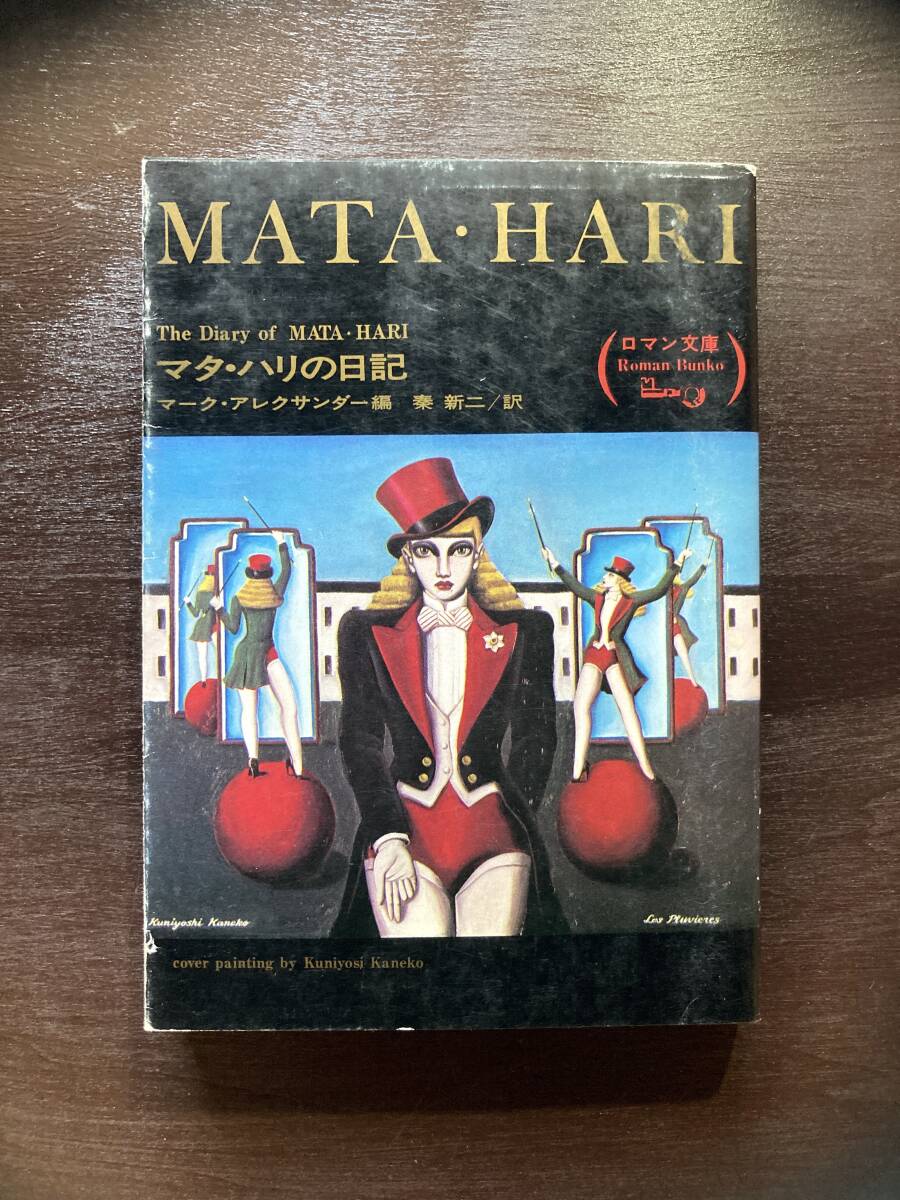 MATA・HARI
The Diary of MATA・HARI
マタ・ハリの日記
マーク・アレクサンダー編 秦 新二/訳
ロマン文庫
Roman Bunko
Kuniyoshi Kaneko
Les Pluvieres
cover painting by Kuniyosi Kaneko